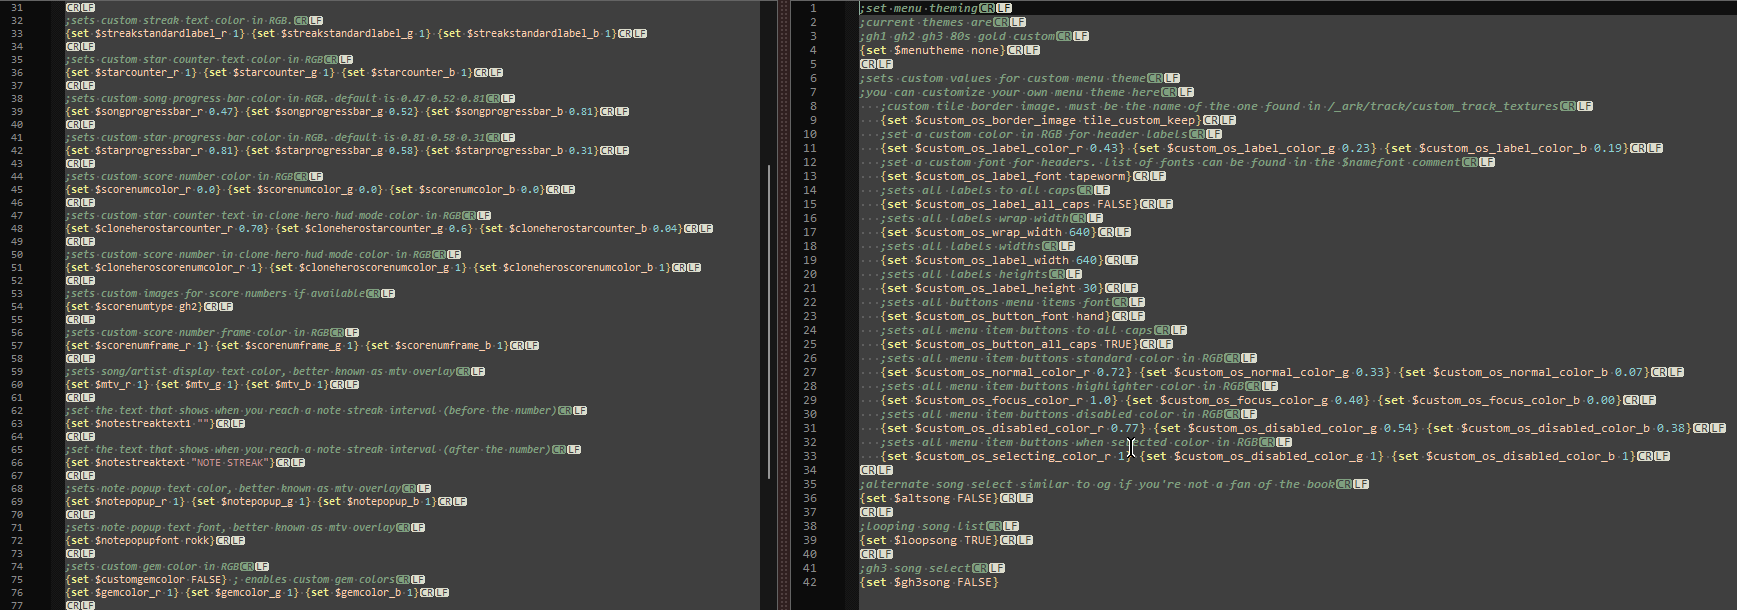 31 CRLF
32 ;sets custom streak text color in RGB.CRLF
33 {set $streakstandardlabel_r 1} {set $streakstandardlabel_g 1} {set $streakstandardlabel_b 1}CRLF
34 CRLF
35 ;sets custom star counter text color in RGBCRLF
36 {set $starcounter_r 1} {set $starcounter_g 1} {set $starcounter_b 1}CRLF
37 CRLF
38 ;sets custom song progress bar color in RGB. default is 0.47 0.52 0.81CRLF
39 {set $songprogressbar_r 0.47} {set $songprogressbar_g 0.52} {set $songprogressbar_b 0.81}CRLF
40 CRLF
41 ;sets custom star progress bar color in RGB. default is 0.81 0.58 0.31CRLF
42 {set $starprogressbar_r 0.81} {set $starprogressbar_g 0.58} {set $starprogressbar_b 0.31}CRLF
43 CRLF
44 ;sets custom score number color in RGBCRLF
45 {set $scorenumcolor_r 0.0} {set $scorenumcolor_g 0.0} {set $scorenumcolor_b 0.0}CRLF
46 CRLF
47 ;sets custom star counter text in clone hero hud mode color in RGBCRLF
48 {set $cloneherostarcounter_r 0.70} {set $cloneherostarcounter_g 0.6} {set $cloneherostarcounter_b 0.04}CRLF
49 CRLF
50 ;sets custom score number in clone hero hud mode color in RGBCRLF
51 {set $cloneheroscorenumcolor_r 1} {set $cloneheroscorenumcolor_g 1} {set $cloneheroscorenumcolor_b 1}CRLF
52 CRLF
53 ;sets custom images for score numbers if availableCRLF
54 {set $scorenumtype gh2}CRLF
55 CRLF
56 ;sets custom score number frame color in RGBCRLF
57 {set $scorenumframe_r 1} {set $scorenumframe_g 1} {set $scorenumframe_b 1}CRLF
58 CRLF
59 ;sets song/artist display text color, better known as mtv overlayCRLF
60 {set $mtv_r 1} {set $mtv_g 1} {set $mtv_b 1}CRLF
61 CRLF
62 ;set the text that shows when you reach a note streak interval (before the number)CRLF
63 {set $notestreaktext1 ""}CRLF
64 CRLF
65 ;set the text that shows when you reach a note streak interval (after the number)CRLF
66 {set $notestreaktext "NOTE STREAK"}CRLF
67 CRLF
68 ;sets note popup text color, better known as mtv overlayCRLF
69 {set $notepopup_r 1} {set $notepopup_g 1} {set $notepopup_b 1}CRLF
70 CRLF
71 ;sets note popup text font, better known as mtv overlayCRLF
72 {set $notepopupfont rokk}CRLF
73 CRLF
74 ;sets custom gem color in RGBCRLF
75 {set $customgemcolor FALSE} ; enables custom gem colorsCRLF
76 {set $gemcolor_r 1} {set $gemcolor_g 1} {set $gemcolor_b 1}CRLF
77 CRLF
1 ;set menu themingCRLF
2 ;current themes areCRLF
3 ;gh1 gh2 gh3 80s gold customCRLF
4 {set $menutheme none}CRLF
5 CRLF
6 ;sets custom values for custom menu themeCRLF
7 ;you can customize your own menu theme hereCRLF
8 ;custom tile border image. must be the name of the one found in /_ark/track/custom_track_texturesCRLF
9 {set $custom_os_border_image tile_custom_keep}CRLF
10 ;set a custom color in RGB for header labelsCRLF
11 {set $custom_os_label_color_r 0.43} {set $custom_os_label_color_g 0.23} {set $custom_os_label_color_b 0.19}CRLF
12 ;set a custom font for headers. list of fonts can be found in the $namefont commentCRLF
13 {set $custom_os_label_font tapeworm}CRLF
14 ;sets all labels to all capsCRLF
15 {set $custom_os_label_all_caps FALSE}CRLF
16 ;sets all labels wrap widthCRLF
17 {set $custom_os_wrap_width 640}CRLF
18 ;sets all labels widthsCRLF
19 {set $custom_os_label_width 640}CRLF
20 ;sets all labels heightsCRLF
21 {set $custom_os_label_height 30}CRLF
22 ;sets all buttons menu items fontCRLF
23 {set $custom_os_button_font hand}CRLF
24 ;sets all menu item buttons to all capsCRLF
25 {set $custom_os_button_all_caps TRUE}CRLF
26 ;sets all menu item buttons standard color in RGBCRLF
27 {set $custom_os_normal_color_r 0.72} {set $custom_os_normal_color_g 0.33} {set $custom_os_normal_color_b 0.07}CRLF
28 ;sets all menu item buttons highlighter color in RGBCRLF
29 {set $custom_os_focus_color_r 1.0} {set $custom_os_focus_color_g 0.40} {set $custom_os_focus_color_b 0.00}CRLF
30 ;sets all menu item buttons disabled color in RGBCRLF
31 {set $custom_os_disabled_color_r 0.77} {set $custom_os_disabled_color_g 0.54} {set $custom_os_disabled_color_b 0.38}CRLF
32 ;sets all menu item buttons when selected color in RGBCRLF
33 {set $custom_os_selecting_color_r 1} {set $custom_os_disabled_color_g 1} {set $custom_os_disabled_color_b 1}CRLF
34 CRLF
35 ;alternate song select similar to og if you're not a fan of the bookCRLF
36 {set $altsong FALSE}CRLF
37 CRLF
38 ;looping song listCRLF
39 {set $loopsong TRUE}CRLF
40 CRLF
41 ;gh3 song selectCRLF
42 {set $gh3song FALSE}